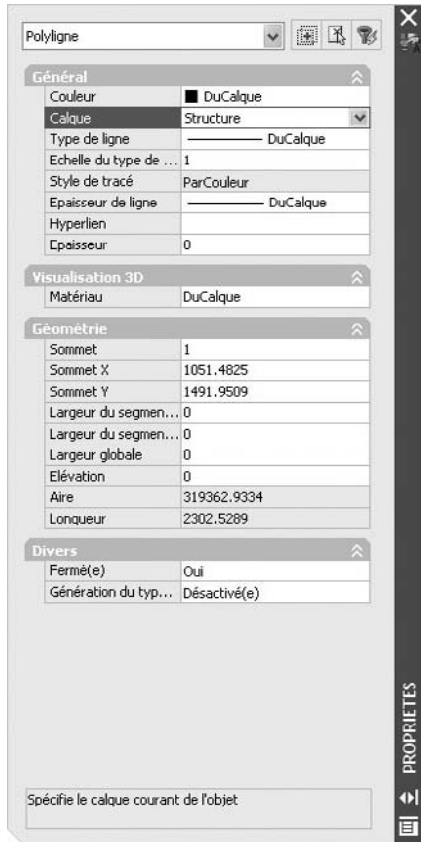 Polyligne
Général
Couleur DuCalque
Calque Structure
Type de ligne DuCalque
Echelle du type de ... 1
Style de tracé ParCouleur
Epaisseur de ligne DuCalque
Hyperlien
Epaisseur 0
Visualisation 3D
Matériau DuCalque
Géométrie
Sommet 1
Sommet X 1051.4825
Sommet Y 1491.9509
Largeur du segmen... 0
Largeur du segmen... 0
Largeur globale 0
Elévation 0
Aire 319362.9334
Longueur 2302.5289
Divers
Fermé(e) Oui
Génération du typ... Désactivé(e)
PROPRIETES
Spécifie le calque courant de l'objet